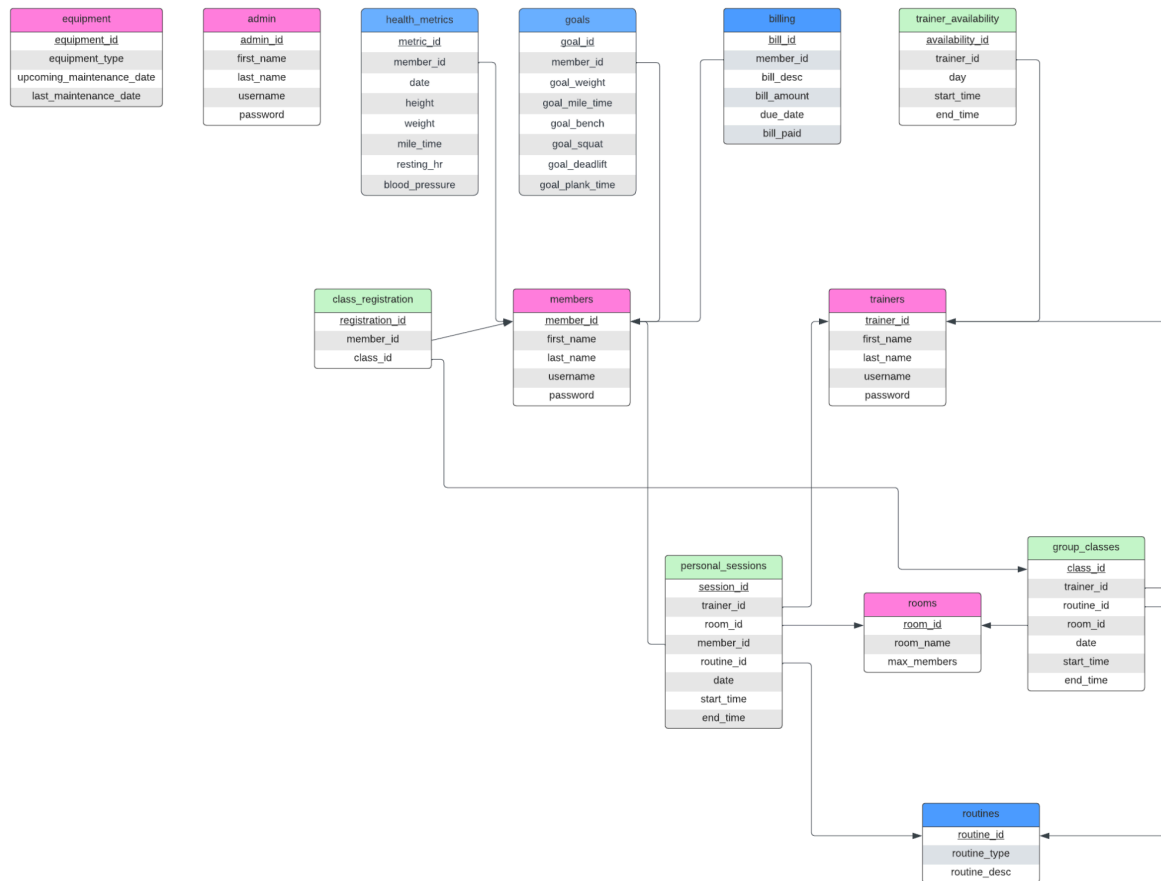 equipment
equipment_id
equipment_type
upcoming_maintenance_date
last_maintenance_date
admin
admin_id
first_name
last_name
username
password
health_metrics
metric_id
member_id
date
height
weight
mile_time
resting_hr
blood_pressure
goals
goal_id
member_id
goal_weight
goal_mile_time
goal_bench
goal_squat
goal_deadlift
goal_plank_time
billing
bill_id
member_id
bill_desc
bill_amount
due_date
bill_paid
trainer_availability
availability_id
trainer_id
day
start_time
end_time
class_registration
registration_id
member_id
class_id
members
member_id
first_name
last_name
username
password
trainers
trainer_id
first_name
last_name
username
password
personal_sessions
session_id
trainer_id
room_id
member_id
routine_id
date
start_time
end_time
rooms
room_id
room_name
max_members
group_classes
class_id
trainer_id
routine_id
room_id
date
start_time
end_time
routines
routine_id
routine_type
routine_desc